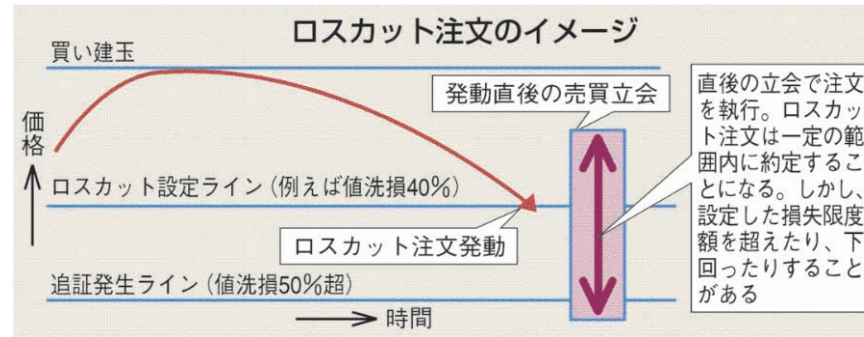 ロスカット注文のイメージ
買い建玉
発動直後の売買立会
直後の立会で注文
を執行。ロスカッ
ト注文は一定の範
囲内に約定するこ
とになる。しかし、
設定した損失限度
額を超えたり、下
回ったりすること
がある
価格
ロスカット設定ライン（例えば値洗損40％）
ロスカット注文発動
追証発生ライン（値洗損50％超）
時間